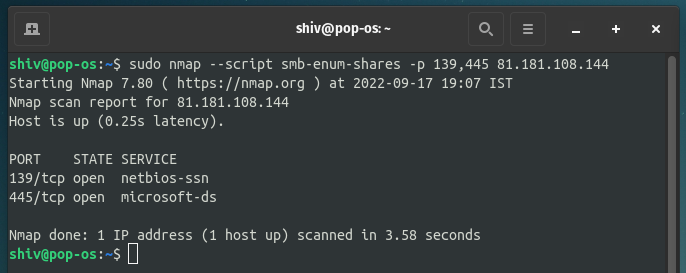 shiv@pop-os: ~
shiv@pop-os:~$ sudo nmap --script smb-enum-shares -p 139,445 81.181.108.144
Starting Nmap 7.80 ( https://nmap.org ) at 2022-09-17 19:07 IST
Nmap scan report for 81.181.108.144
Host is up (0.25s latency).
PORT    STATE SERVICE
139/tcp open  netbios-ssn
445/tcp open  microsoft-ds
Nmap done: 1 IP address (1 host up) scanned in 3.58 seconds
shiv@pop-os:~$